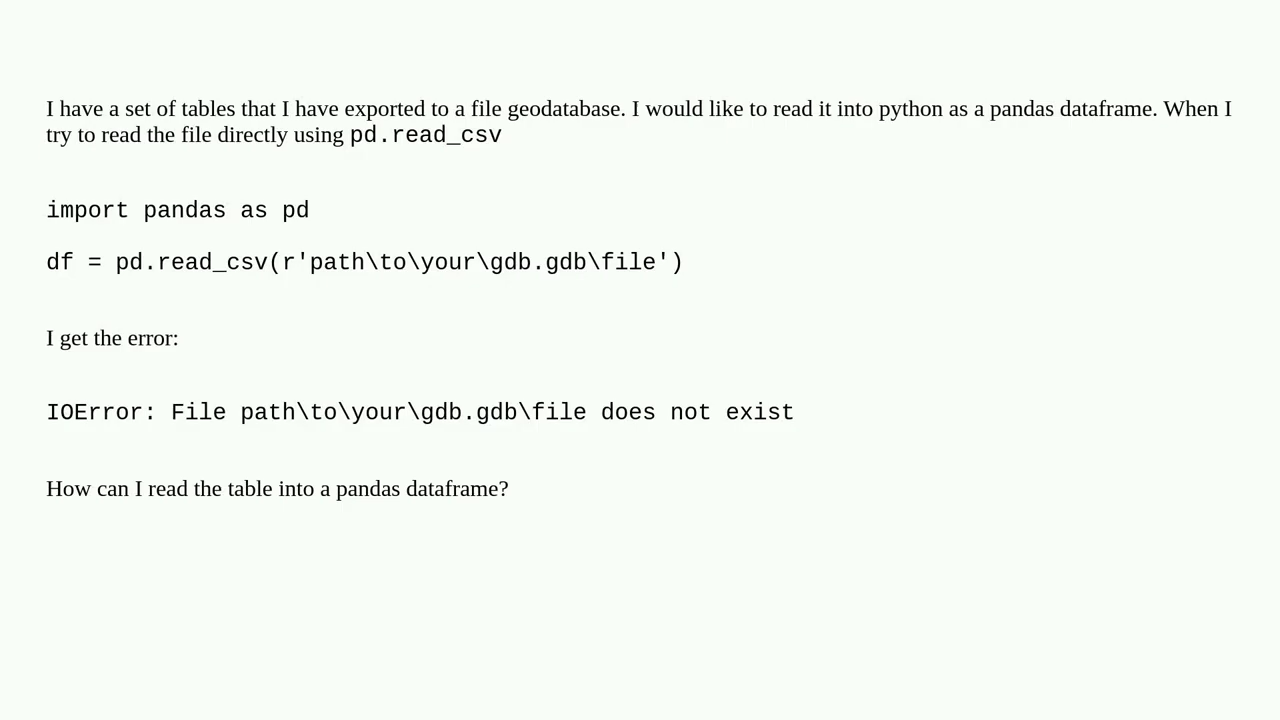 I have a set of tables that I have exported to a file geodatabase. I would like to read it into python as a pandas dataframe. When I
try to read the file directly using pd.read_csv
import pandas as pd
df = pd.read_csv(r'path\to\your\gdb.gdb\file')
I get the error:
IOError: File path\to\your\gdb.gdb\file does not exist
How can I read the table into a pandas dataframe?